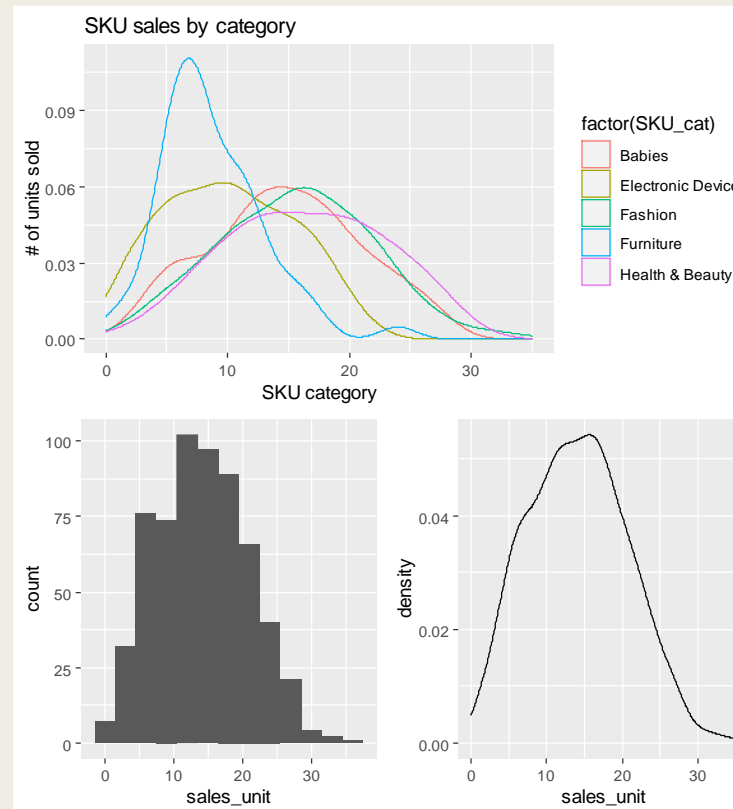 SKU sales by category
# of units sold
0.09
0.06
0.03
0.00
0 10 20 30
SKU category
factor(SKU_cat)
Babies
Electronic Device
Fashion
Furniture
Health & Beauty
count
100
75
50
25
0
0 10 20 30
sales_unit
density
0.04
0.02
0.00
0 10 20 30
sales_unit